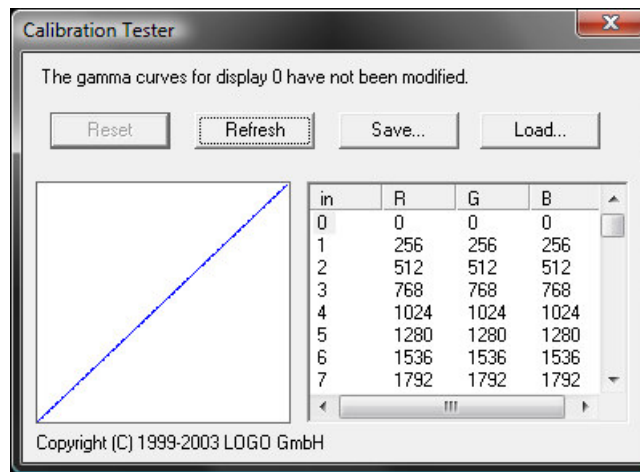 Calibration Tester
The gamma curves for display 0 have not been modified.
Reset Refresh Save... Load...
in R G B
0 0 0 0
1 256 256 256
2 512 512 512
3 768 768 768
4 1024 1024 1024
5 1280 1280 1280
6 1536 1536 1536
7 1792 1792 1792
Copyright (C) 1999-2003 LOGO GmbH